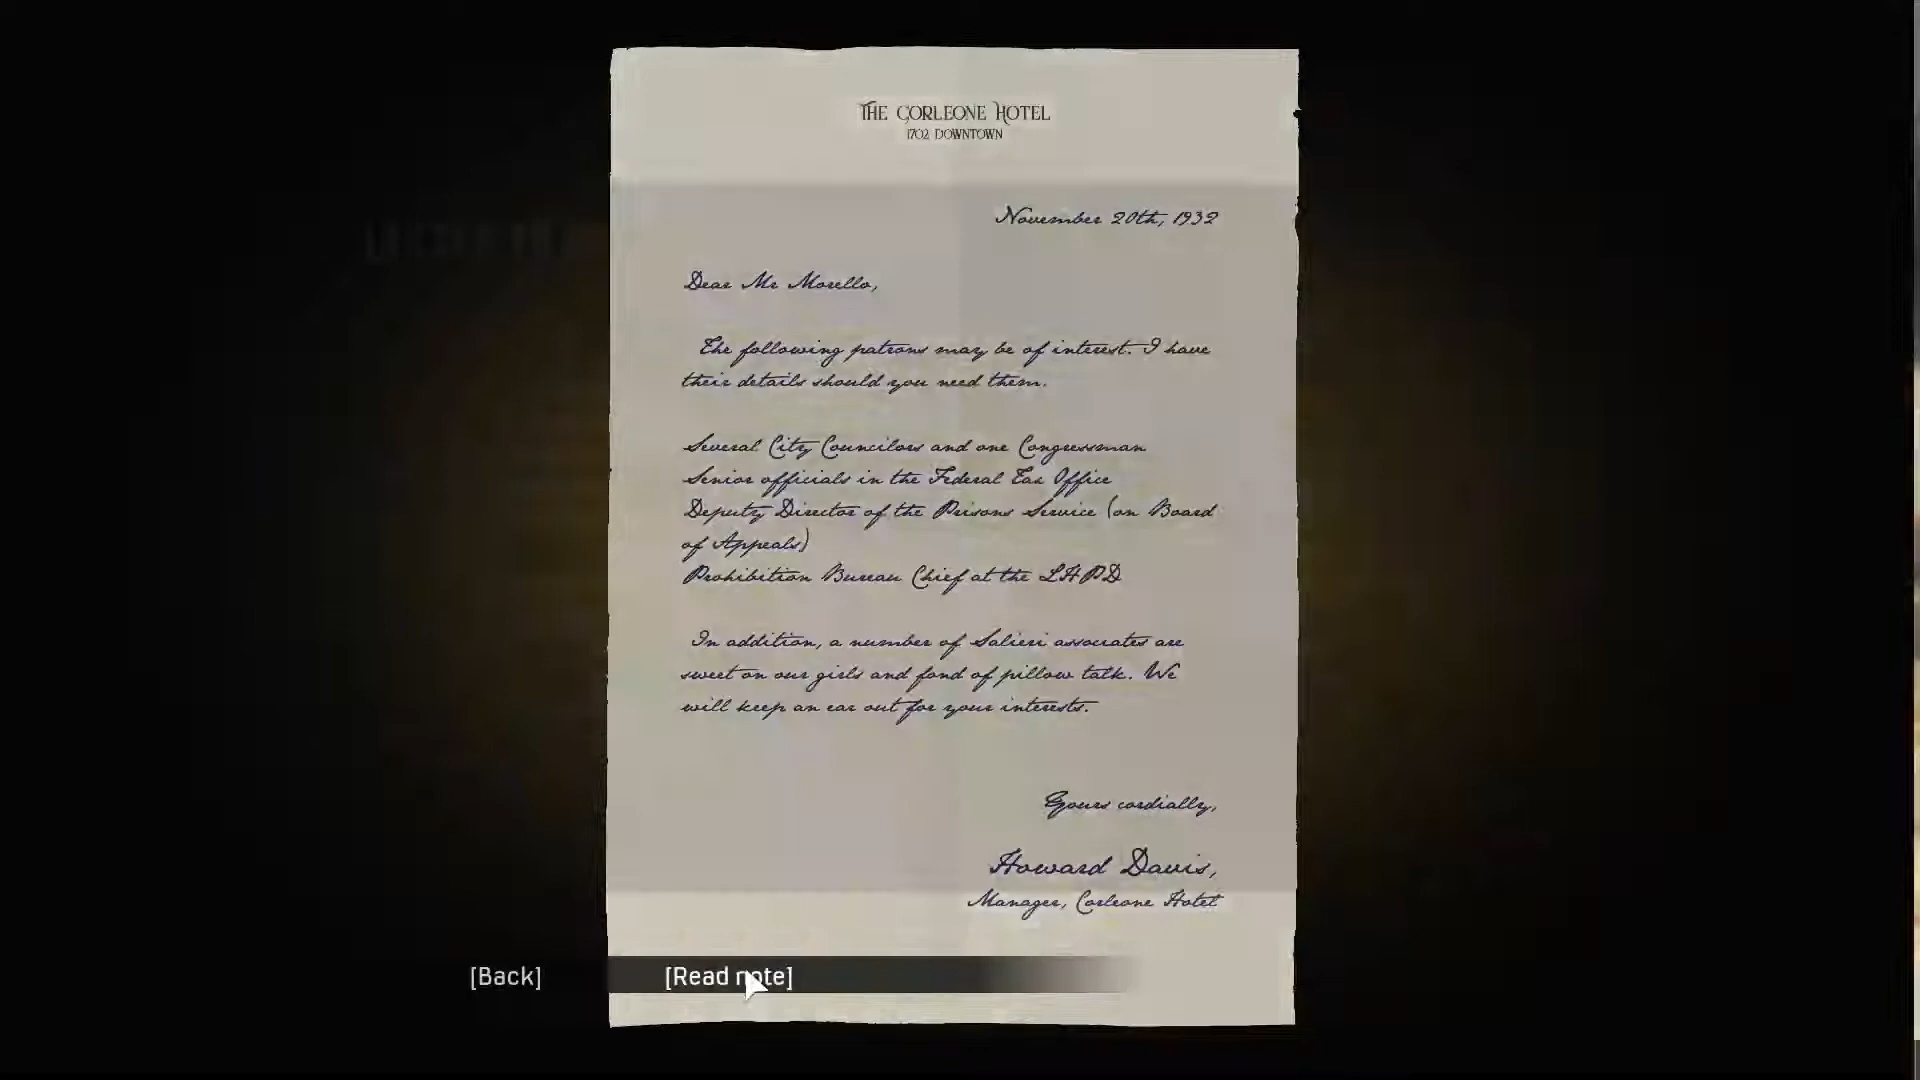 THE CORLEONE HOTEL
1702 DOWNTOWN
November 20th, 1932
Dear Mr Morello,
The following patrons may be of interest. I have
their details should you need them.
Several City Councilors and one Congressman
Senior officials in the Federal Tax Office
Deputy Director of the Prisons Service (on Board
of Appeals)
Prohibition Bureau Chief at the LHPD
In addition, a number of Salieri associates are
sweet on our girls and fond of pillow talk. We
will keep an ear out for your interests.
Yours cordially,
Howard Davis,
Manager, Corleone Hotel
[Back] [Read note]